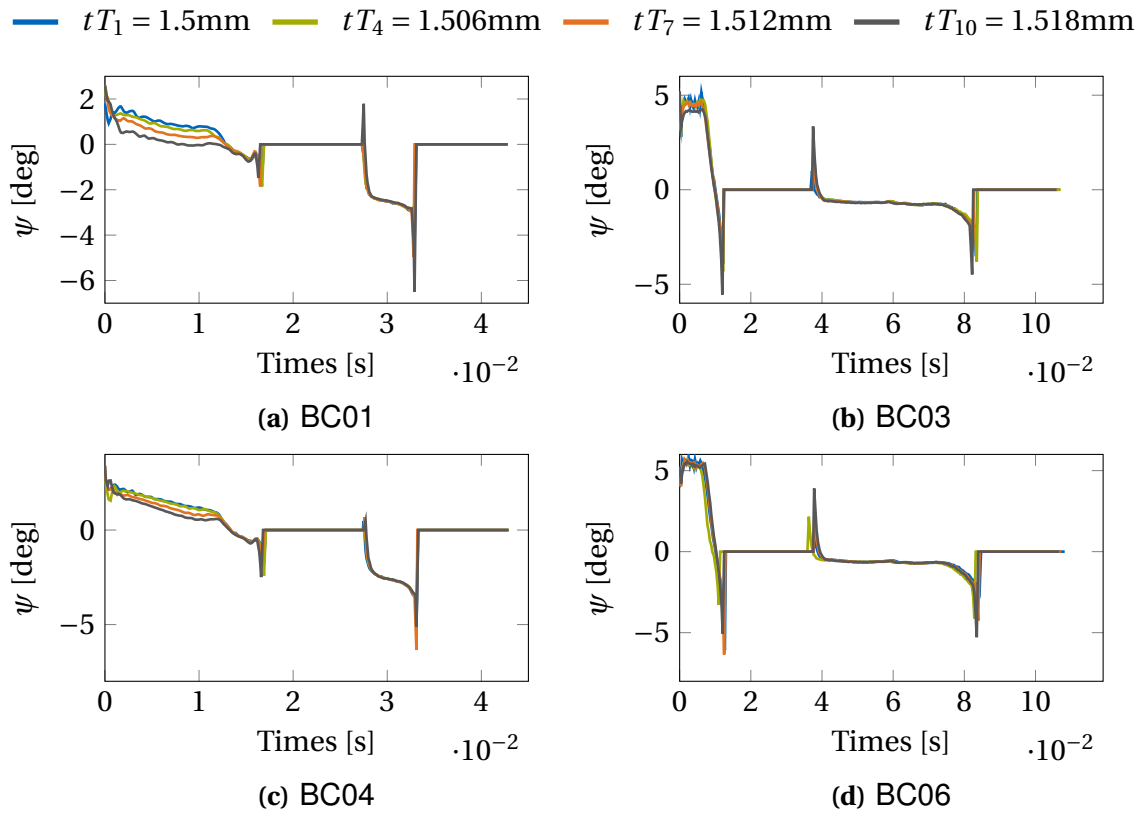 tT₁ = 1.5mm tT₄ = 1.506mm tT₇ = 1.512mm tT₁₀ = 1.518mm
2
0
−2
−4
−6
ψ [deg]
0 1 2 3 4
Times [s]
·10⁻²
(a) BC01
5
0
−5
ψ [deg]
0 2 4 6 8 10
Times [s]
·10⁻²
(b) BC03
0
−5
ψ [deg]
0 1 2 3 4
Times [s]
·10⁻²
(c) BC04
5
0
−5
ψ [deg]
0 2 4 6 8 10
Times [s]
·10⁻²
(d) BC06